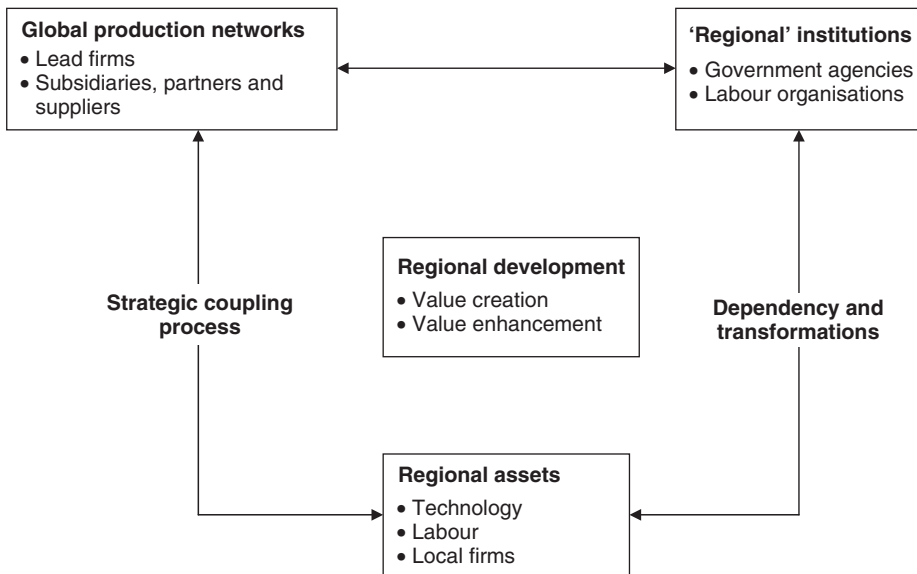 Global production networks
• Lead firms
• Subsidiaries, partners and
suppliers
‘Regional’ institutions
• Government agencies
• Labour organisations
Regional development
• Value creation
• Value enhancement
Strategic coupling
process
Dependency and
transformations
Regional assets
• Technology
• Labour
• Local firms